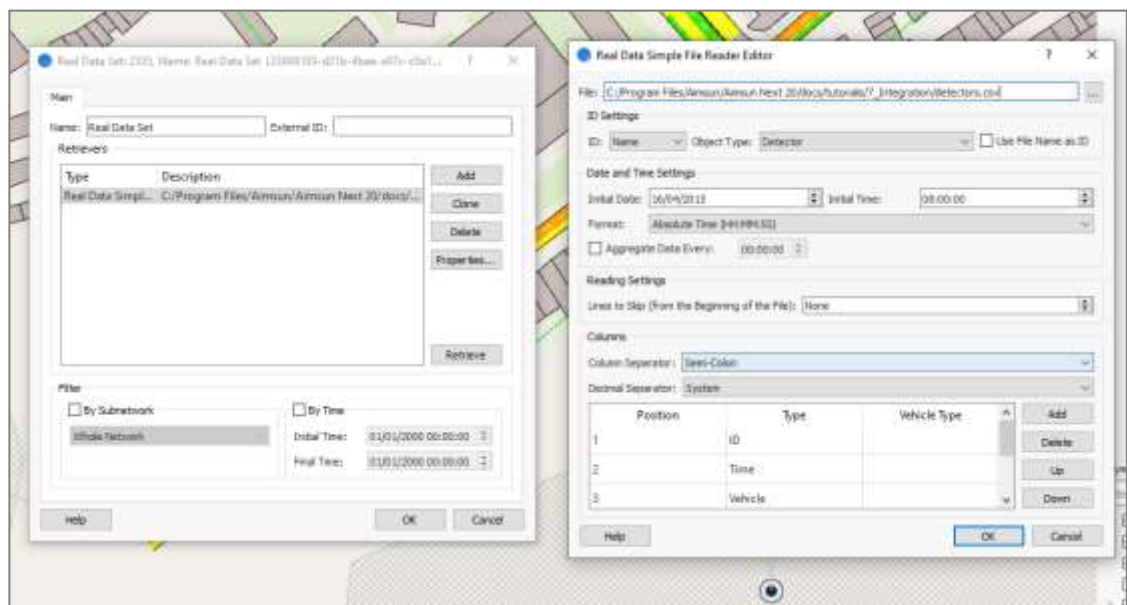 Real Data Set: Name: Real Data Set
Main
Name: Real Data Set External ID:
Retrievers
Type Description
Real Data Simpl... C:/Program Files/Aimsun/Aimsun Next 20/docs/...
Add
Clone
Delete
Properties...
Retrieve
Filter
By Subnetwork
Whole Network
By Time
Initial Time: 01/01/2000 00:00:00
Final Time: 01/01/2000 00:00:00
Help OK Cancel
Real Data Simple File Reader Editor ? ×
File: C:/Program Files/Aimsun/Aimsun Next 20/docs/tutorials/7_Integration/detectors.csv ...
ID Settings
ID: Name Object Type: Detector Use File Name as ID
Date and Time Settings
Initial Date: Initial Time: 00:00:00
Format: Absolute Time (HH:MM:SS)
Aggregate Data Every: 00:00:00
Reading Settings
Lines to Skip (from the Beginning of the File): None
Columns
Column Separator: Semi-Colon
Decimal Separator: System
Position Type Vehicle Type
1 ID
2 Time
3 Vehicle
Add
Delete
Up
Down
Help OK Cancel